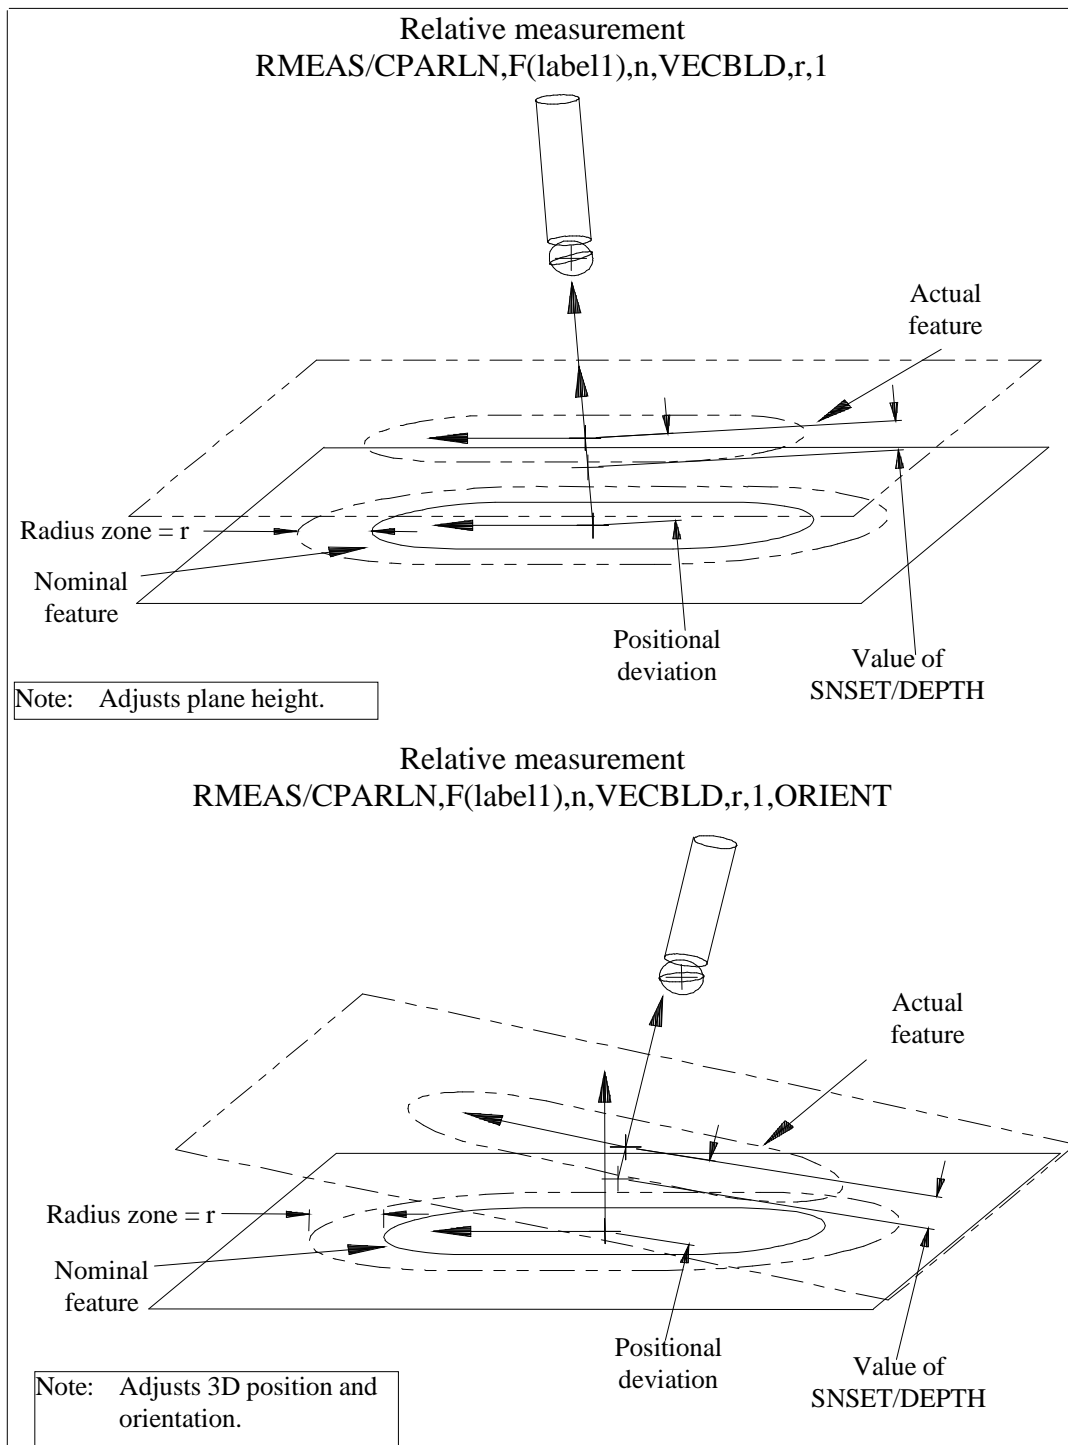 Relative measurement
RMEAS/CPARLN,F(label1),n,VECBLD,r,1
Actual
feature
Radius zone = r
Nominal
feature
Positional
deviation
Value of
SNSET/DEPTH
Note: Adjusts plane height.
Relative measurement
RMEAS/CPARLN,F(label1),n,VECBLD,r,1,ORIENT
Actual
feature
Radius zone = r
Nominal
feature
Positional
deviation
Value of
SNSET/DEPTH
Note: Adjusts 3D position and
orientation.